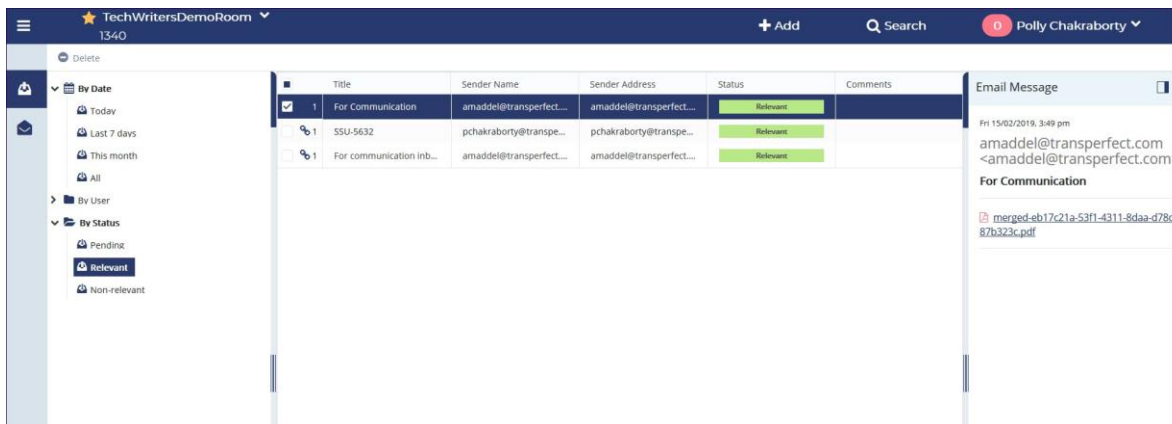 TechWritersDemoRoom
1340
Add
Search
0
Polly Chakraborty
Delete
By Date
Today
Last 7 days
This month
All
By User
By Status
Pending
Relevant
Non-relevant
Title Sender Name Sender Address Status Comments
1 For Communication amaddel@transperfect.... amaddel@transperfect.... Relevant
1 SSU-5632 pchakraborty@transpe... pchakraborty@transpe... Relevant
1 For communication inb... amaddel@transperfect.... amaddel@transperfect.... Relevant
Email Message
Fri 15/02/2019, 3:49 pm
amaddel@transperfect.com
<amaddel@transperfect.com
For Communication
merged-eb17c21a-53f1-4311-8daa-d78c
87b323c.pdf